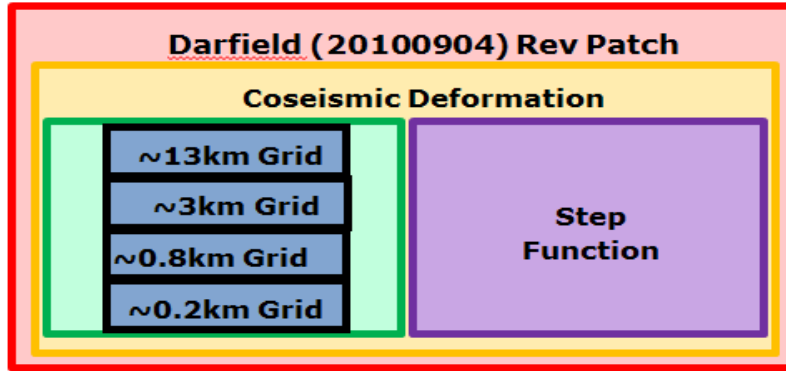 Darfield (20100904) Rev Patch
Coseismic Deformation
~13km Grid
~3km Grid
~0.8km Grid
~0.2km Grid
Step
Function